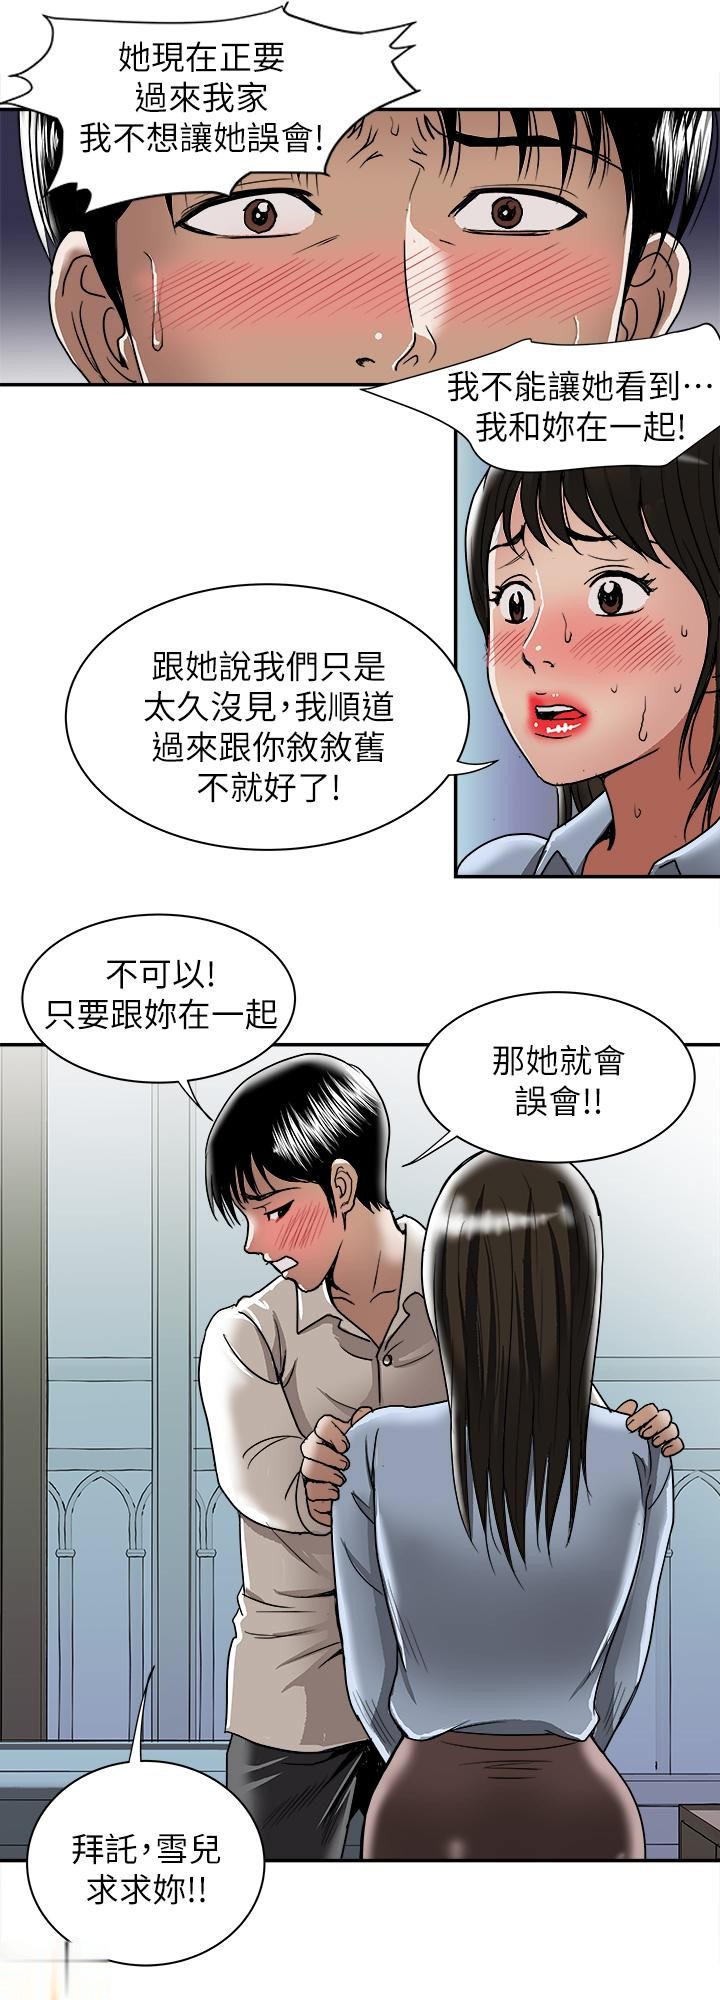 她現在正要
過來我家
我不想讓她誤會!
我不能讓她看到…
我和妳在一起!
跟她說我們只是
太久沒見,我順道
過來跟你敘敘舊
不就好了!
不可以!
只要跟妳在一起
那她就會
誤會!!
拜託,雪兒
求求妳!!